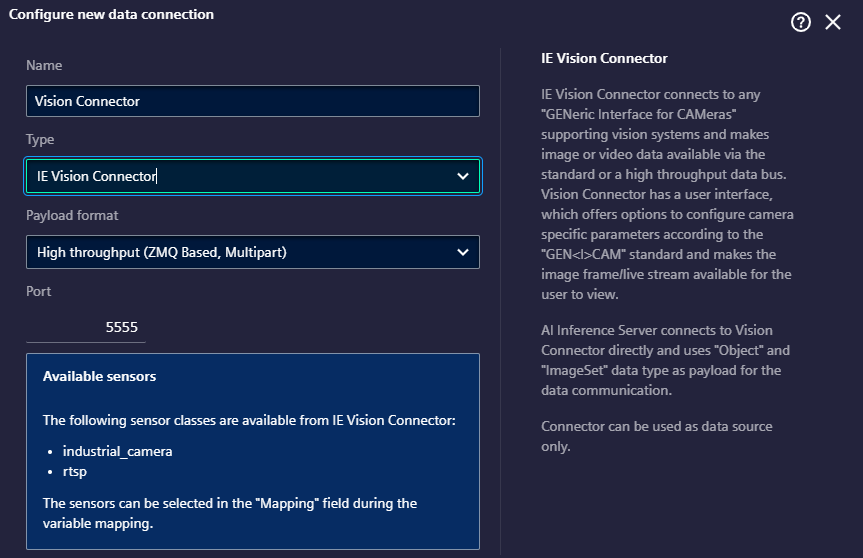 Configure new data connection
Name
Vision Connector
Type
IE Vision Connector
Payload format
High throughput (ZMQ Based, Multipart)
Port
5555
Available sensors
The following sensor classes are available from IE Vision Connector:
• industrial_camera
• rtsp
The sensors can be selected in the "Mapping" field during the
variable mapping.
?
IE Vision Connector
IE Vision Connector connects to any
"GENeric Interface for CAMeras"
supporting vision systems and makes
image or video data available via the
standard or a high throughput data bus.
Vision Connector has a user interface,
which offers options to configure camera
specific parameters according to the
"GEN<I>CAM" standard and makes the
image frame/live stream available for the
user to view.
AI Inference Server connects to Vision
Connector directly and uses "Object" and
"ImageSet" data type as payload for the
data communication.
Connector can be used as data source
only.